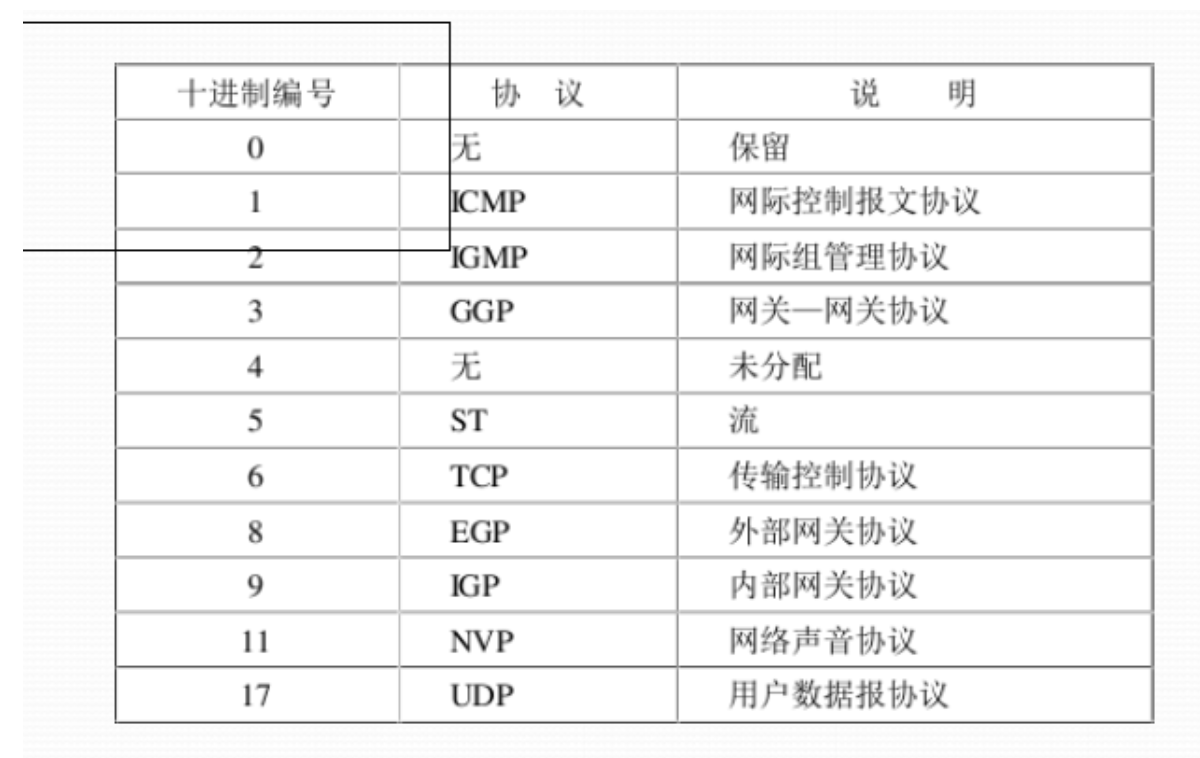 十进制编号 协 议 说 明
0 无 保留
1 ICMP 网际控制报文协议
2 IGMP 网际组管理协议
3 GGP 网关—网关协议
4 无 未分配
5 ST 流
6 TCP 传输控制协议
8 EGP 外部网关协议
9 IGP 内部网关协议
11 NVP 网络声音协议
17 UDP 用户数据报协议